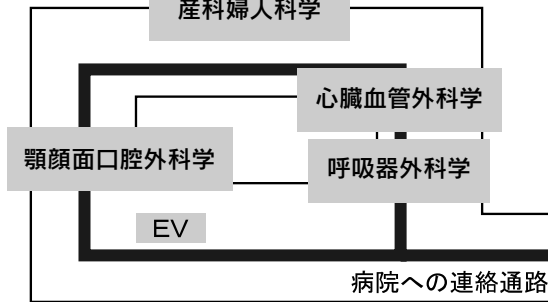 産科婦人科学
心臓血管外科学
顎顔面口腔外科学
呼吸器外科学
EV
病院への連絡通路